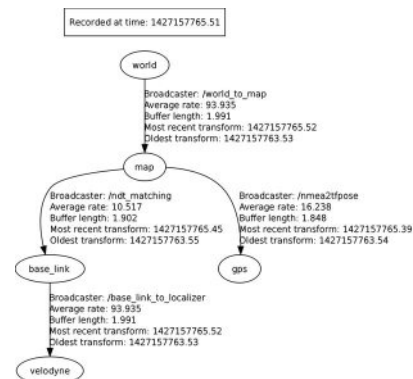 Recorded at time: 1427157765.51
world
Broadcaster: /world_to_map
Average rate: 93.935
Buffer length: 1.991
Most recent transform: 1427157765.52
Oldest transform: 1427157763.53
map
Broadcaster: /ndt_matching
Average rate: 10.517
Buffer length: 1.902
Most recent transform: 1427157765.45
Oldest transform: 1427157763.55
Broadcaster: /nmea2tfpose
Average rate: 16.238
Buffer length: 1.848
Most recent transform: 1427157765.39
Oldest transform: 1427157763.54
base_link
gps
Broadcaster: /base_link_to_localizer
Average rate: 93.935
Buffer length: 1.991
Most recent transform: 1427157765.52
Oldest transform: 1427157763.53
velodyne